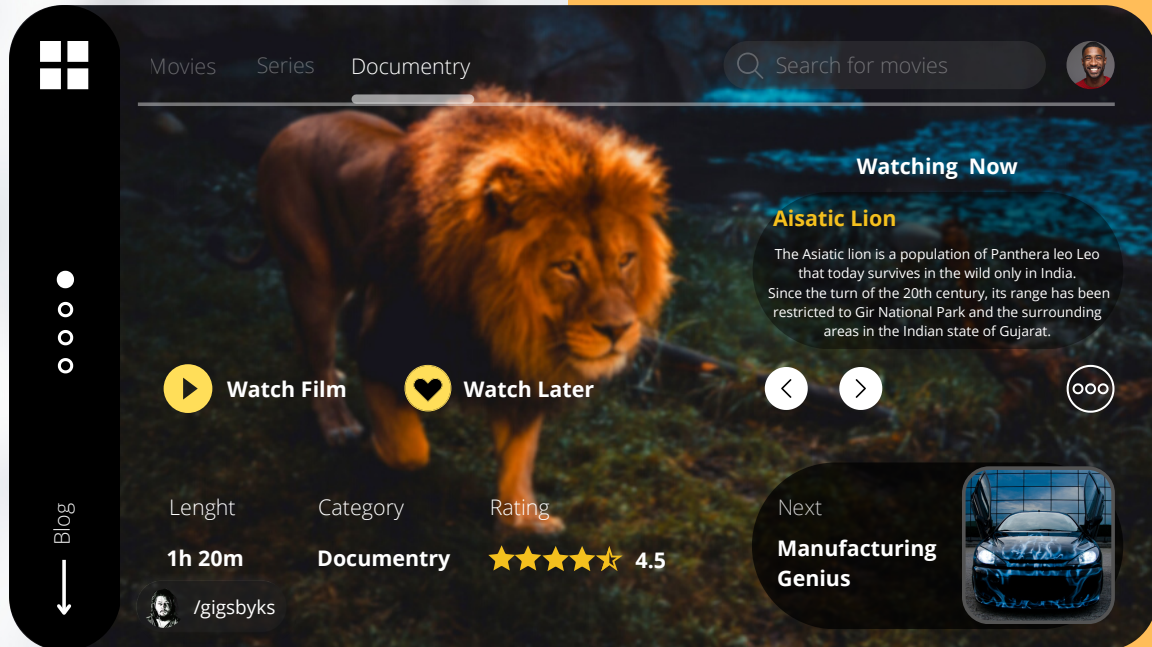 Movies
Series
Documentry
Search for movies
Watching Now
Aisatic Lion
The Asiatic lion is a population of Panthera leo Leo
that today survives in the wild only in India.
Since the turn of the 20th century, its range has been
restricted to Gir National Park and the surrounding
areas in the Indian state of Gujarat.
Watch Film
Watch Later
Blog
Lenght
Category
Rating
1h 20m
Documentry
4.5
Next
Manufacturing
Genius
/gigsbyks